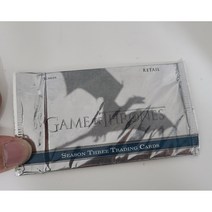 RETAIL
GAME OF THRONES
SEASON THREE TRADING CARDS